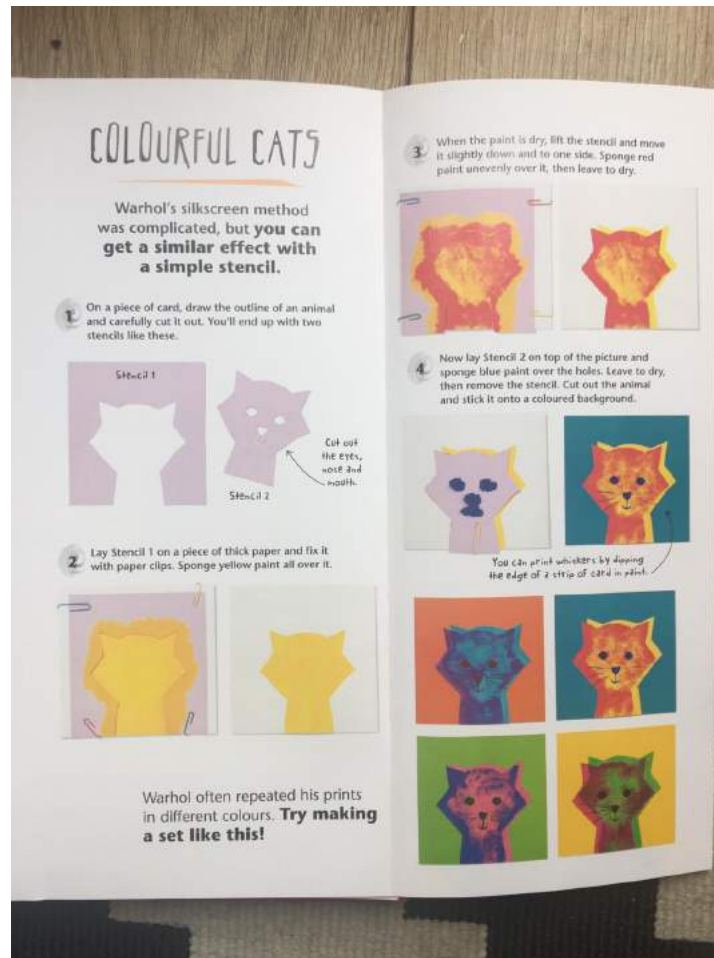 COLOURFUL CATS
Warhol's silkscreen method
was complicated, but you can
get a similar effect with
a simple stencil.
1 On a piece of card, draw the outline of an animal
and carefully cut it out. You'll end up with two
stencils like these.
Stencil 1
Cut out
the eyes,
nose and
mouth.
Stencil 2
2 Lay Stencil 1 on a piece of thick paper and fix it
with paper clips. Sponge yellow paint all over it.
Warhol often repeated his prints
in different colours. Try making
a set like this!
3 When the paint is dry, lift the stencil and move
it slightly down and to one side. Sponge red
paint unevenly over it, then leave to dry.
4 Now lay Stencil 2 on top of the picture and
sponge blue paint over the holes. Leave to dry,
then remove the stencil. Cut out the animal
and stick it onto a coloured background.
You can print whiskers by dipping
the edge of a strip of card in paint.